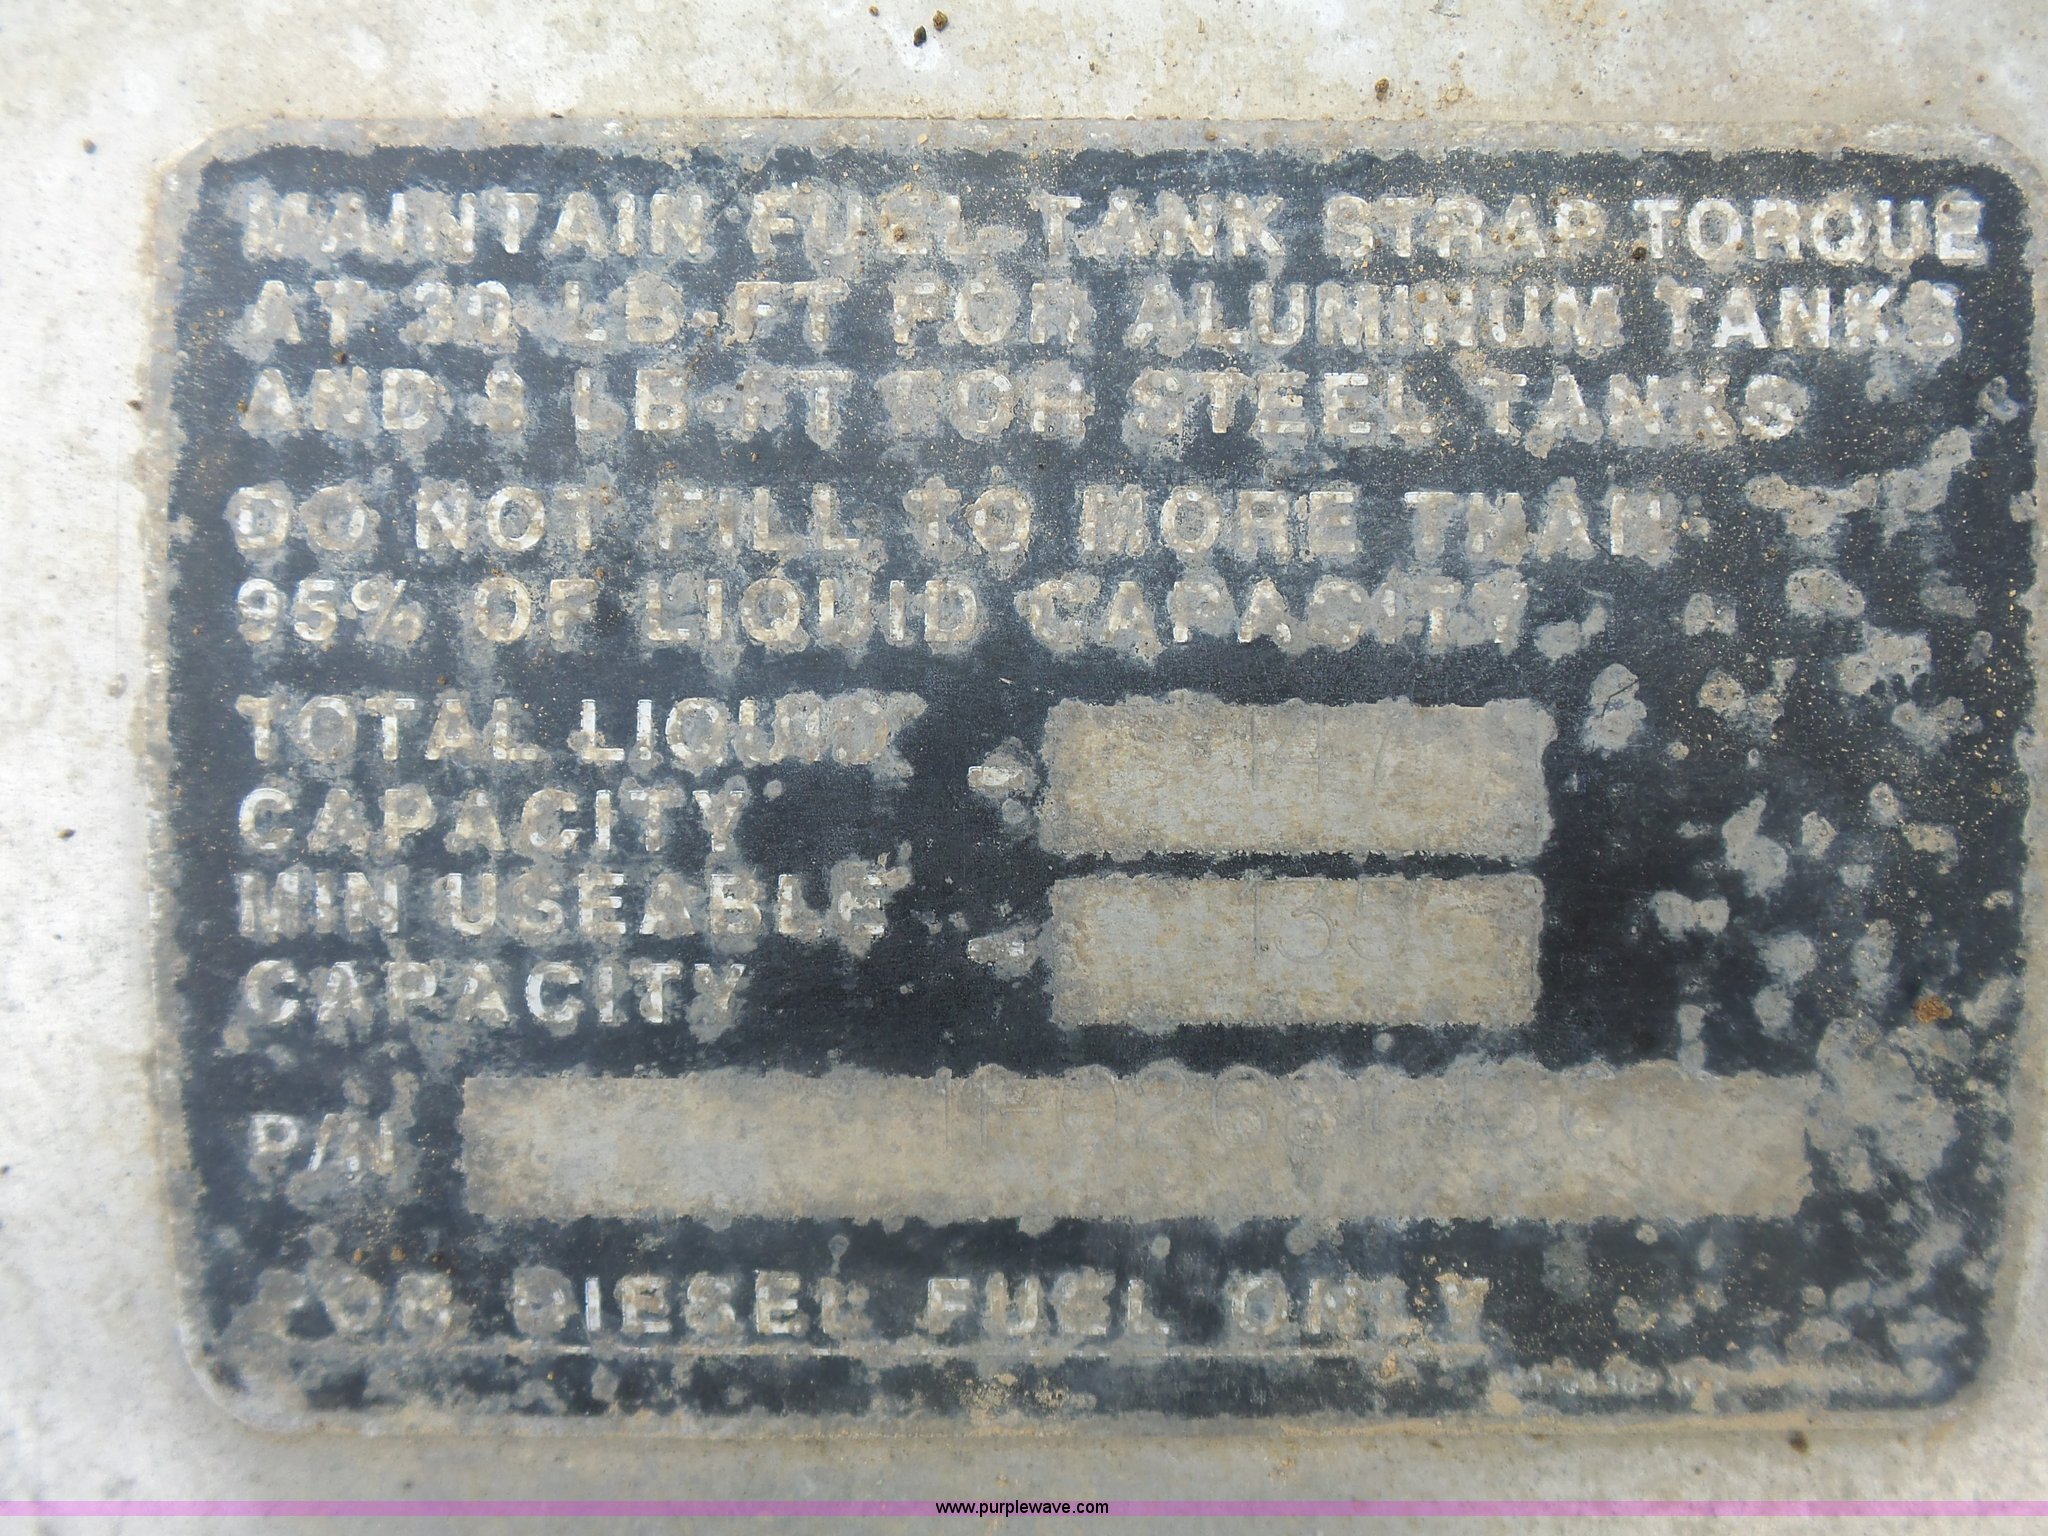 MAINTAIN FUEL TANK STRAP TORQUE
AT 30 LB-FT FOR ALUMINUM TANKS
AND 8 LB-FT FOR STEEL TANKS
DO NOT FILL TO MORE THAN
95% OF LIQUID CAPACITY
TOTAL LIQUID
CAPACITY
MIN USEABLE
CAPACITY
P/N
FOR DIESEL FUEL ONLY
www.purplewave.com